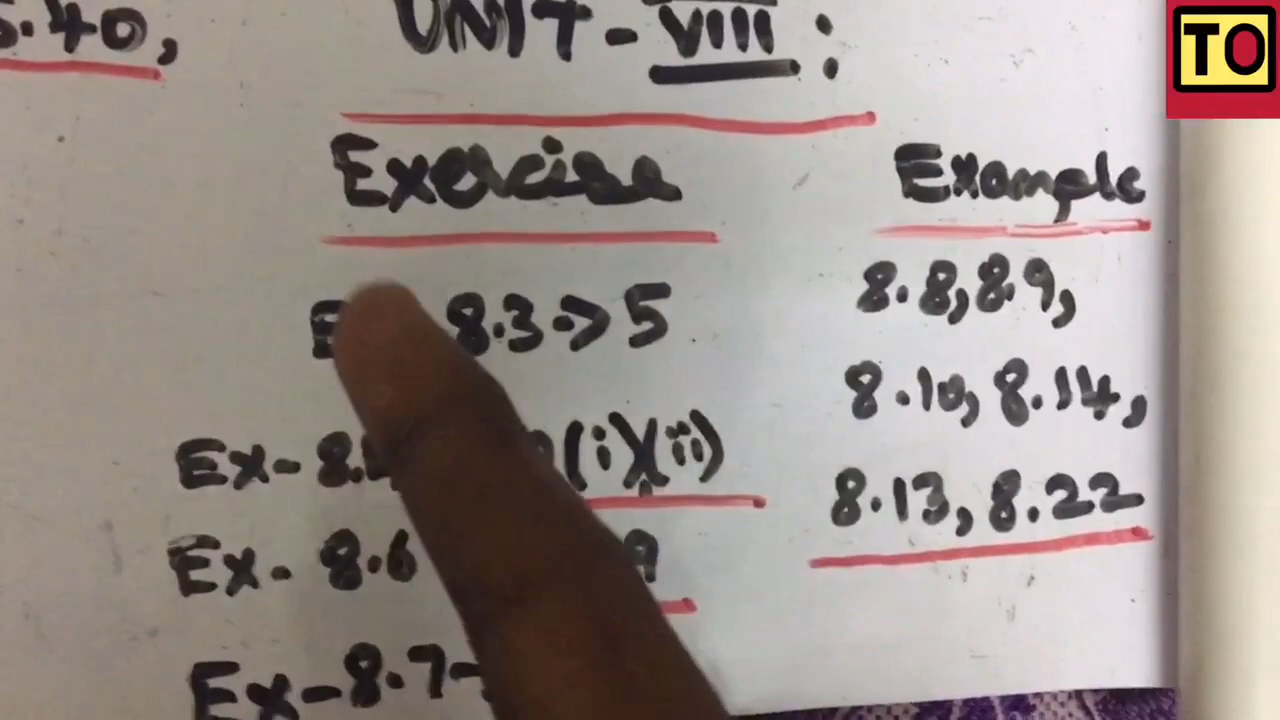 TO
5.40,
UNIT - VIII :
Exercise
Example
8.3 -> 5
8.8, 8.9,
8.10, 8.14,
Ex- (i)(ii)
8.13, 8.22
Ex- 8.6 9
Ex-8.7-